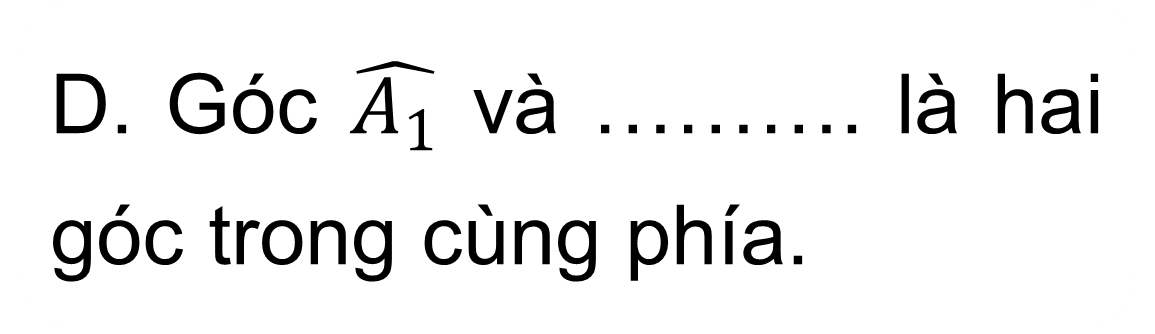 D. Góc $\widehat{A_1}$ và .......... là hai
góc trong cùng phía.